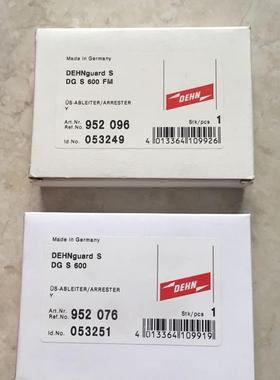 Made in Germany
DEHNguard S
DG S 600 FM
DEHN
ÜS-ABLEITER/ARRESTER
Y
Art.Nr.
Ref.No. 952 096
Stk/pcs 1
Id.No. 053249
4 013364 109926
Made in Germany
DEHNguard S
DG S 600
DEHN
ÜS-ABLEITER/ARRESTER
Y
Art.Nr.
Ref.No. 952 076
Stk/pcs 1
Id.No. 053251
4 013364 109919